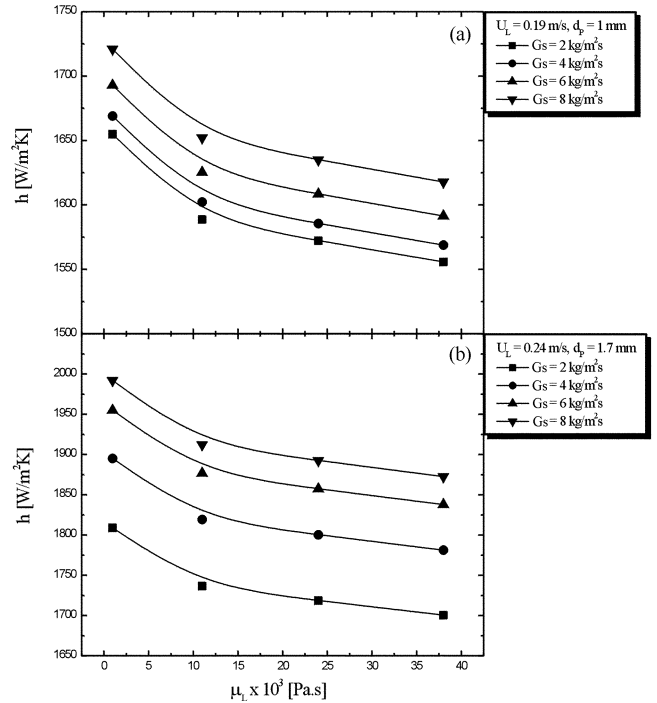 (a)
U_L = 0.19 m/s, d_P = 1 mm
Gs = 2 kg/m²s
Gs = 4 kg/m²s
Gs = 6 kg/m²s
Gs = 8 kg/m²s
h [W/m²K]
1750
1700
1650
1600
1550
1500
(b)
U_L = 0.24 m/s, d_P = 1.7 mm
Gs = 2 kg/m²s
Gs = 4 kg/m²s
Gs = 6 kg/m²s
Gs = 8 kg/m²s
h [W/m²K]
2000
1950
1900
1850
1800
1750
1700
1650
0 5 10 15 20 25 30 35 40
μ_L x 10³ [Pa.s]